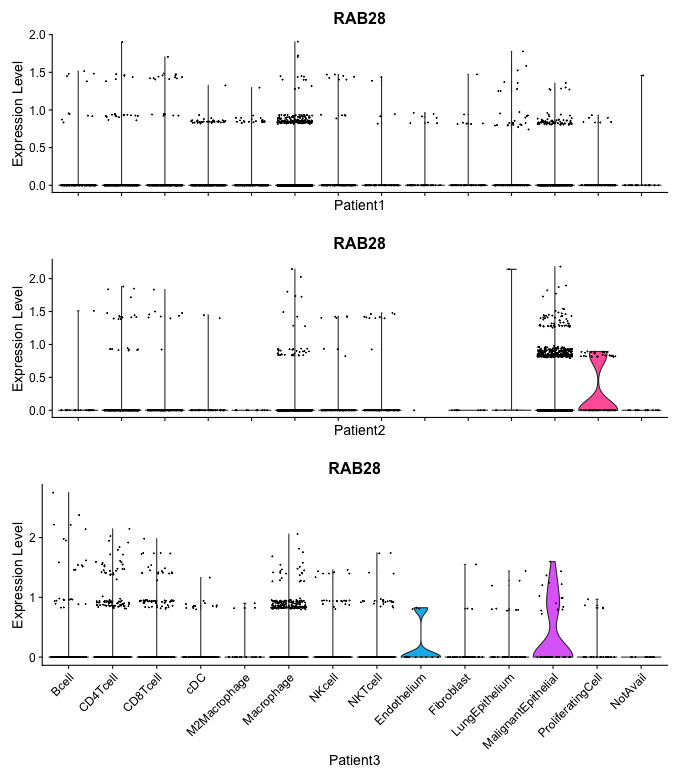 RAB28
Expression Level
2.0
1.5
1.0
0.5
0.0
Patient1
RAB28
Expression Level
2.0
1.5
1.0
0.5
0.0
Patient2
RAB28
Expression Level
2
1
0
Bcell
CD4Tcell
CD8Tcell
cDC
M2Macrophage
Macrophage
NKcell
NKTcell
Endothelium
Fibroblast
LungEpithelium
MalignantEpithelial
ProliferatingCell
NotAvail
Patient3